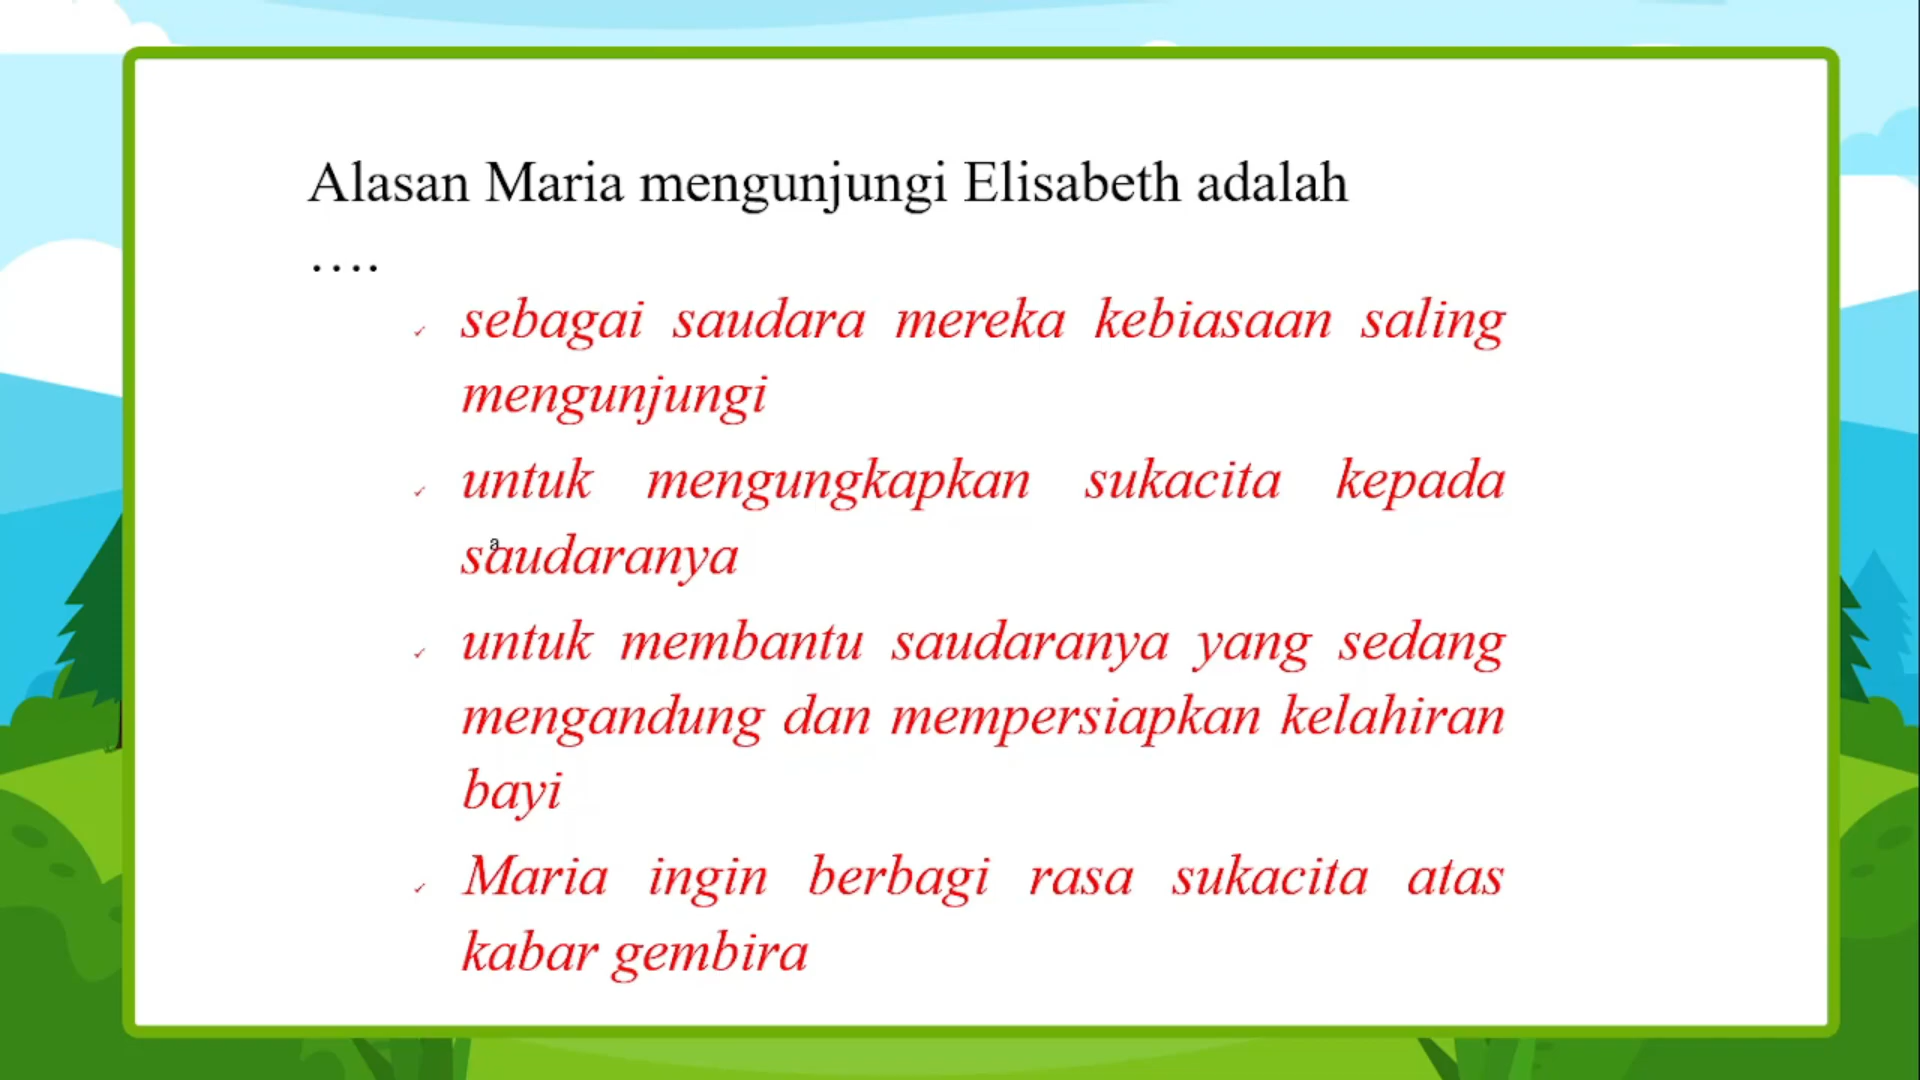 Alasan Maria mengunjungi Elisabeth adalah
….
✓ sebagai saudara mereka kebiasaan saling
mengunjungi
✓ untuk mengungkapkan sukacita kepada
saudaranya
a
✓ untuk membantu saudaranya yang sedang
mengandung dan mempersiapkan kelahiran
bayi
✓ Maria ingin berbagi rasa sukacita atas
kabar gembira